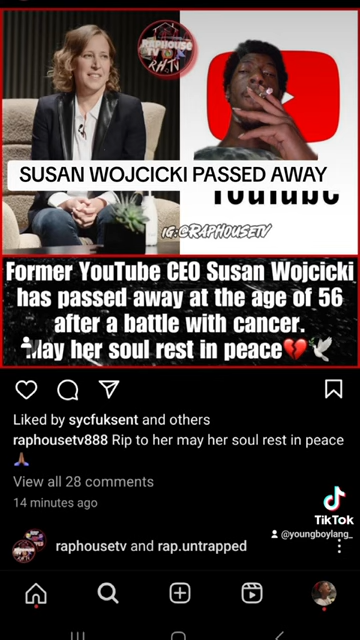 RAPHOUSE
TV
RHTV
SUSAN WOJCICKI PASSED AWAY
YouTube
IG:@RAPHOUSETV
Former YouTube CEO Susan Wojcicki
has passed away at the age of 56
after a battle with cancer.
May her soul rest in peace💔🕊️
Liked by sycfuksent and others
raphousetv888 Rip to her may her soul rest in peace
🙏🏾
View all 28 comments
14 minutes ago
TikTok
@youngboylang_
raphousetv and rap.untrapped